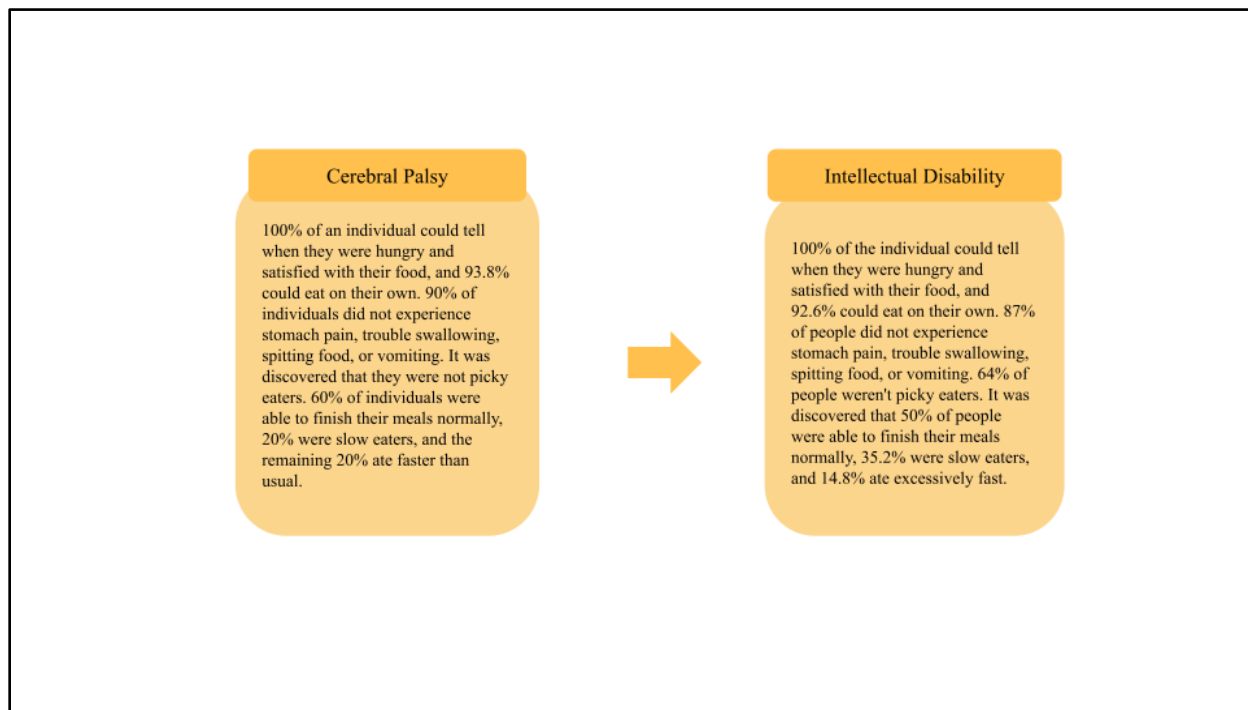 Cerebral Palsy
100% of an individual could tell
when they were hungry and
satisfied with their food, and 93.8%
could eat on their own. 90% of
individuals did not experience
stomach pain, trouble swallowing,
spitting food, or vomiting. It was
discovered that they were not picky
eaters. 60% of individuals were
able to finish their meals normally,
20% were slow eaters, and the
remaining 20% ate faster than
usual.
Intellectual Disability
100% of the individual could tell
when they were hungry and
satisfied with their food, and
92.6% could eat on their own. 87%
of people did not experience
stomach pain, trouble swallowing,
spitting food, or vomiting. 64% of
people weren't picky eaters. It was
discovered that 50% of people
were able to finish their meals
normally, 35.2% were slow eaters,
and 14.8% ate excessively fast.